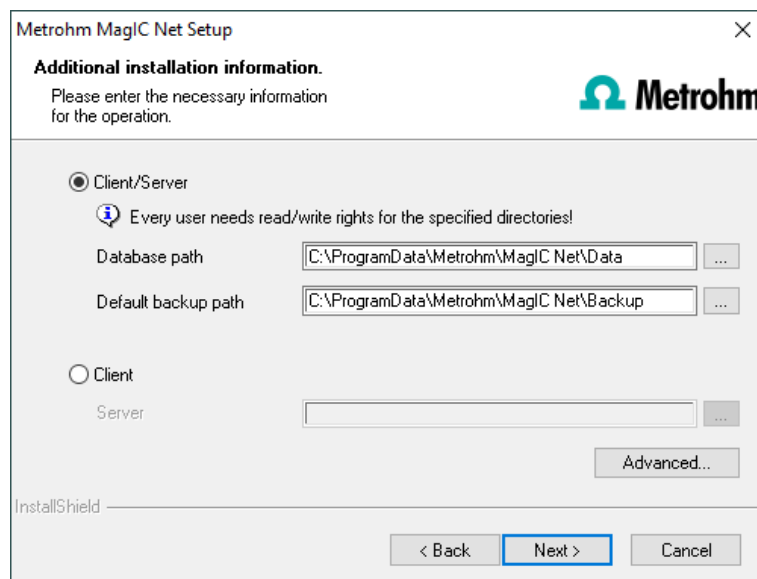 Metrohm MagIC Net Setup
Additional installation information.
Please enter the necessary information
for the operation.
Metrohm
Client/Server
Every user needs read/write rights for the specified directories!
Database path C:\ProgramData\Metrohm\MagIC Net\Data ...
Default backup path C:\ProgramData\Metrohm\MagIC Net\Backup ...
Client
Server ...
Advanced...
InstallShield
< Back Next > Cancel